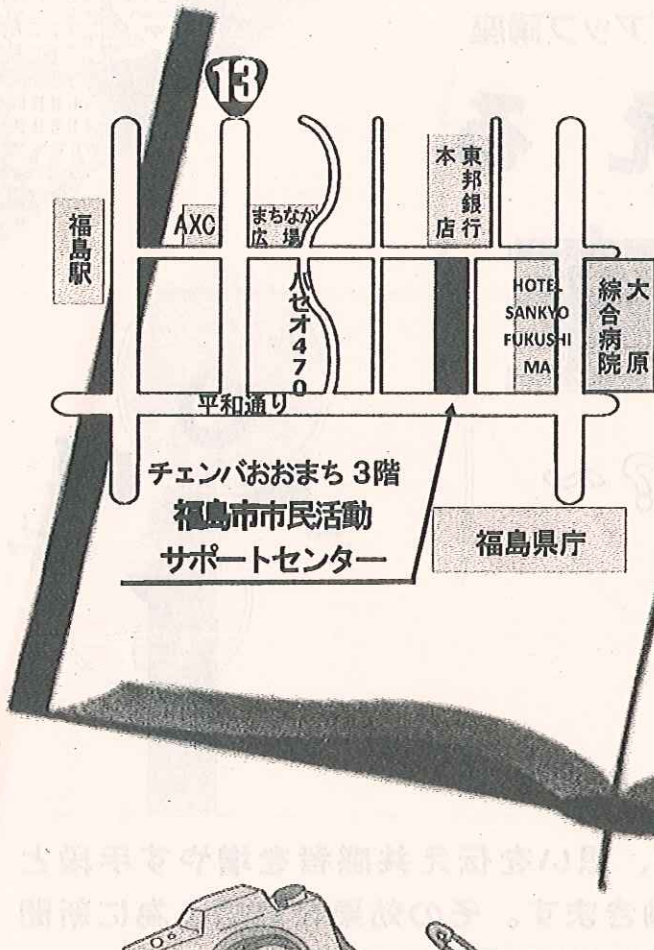 13
福島駅
AXC
まちなか
広場
パセオ470
東邦銀行
本店
HOTEL
SANKYO
FUKUSHI
MA
大原
綜合病院
平和通り
チェンバおおまち 3階
福島市市民活動
サポートセンター
福島県庁